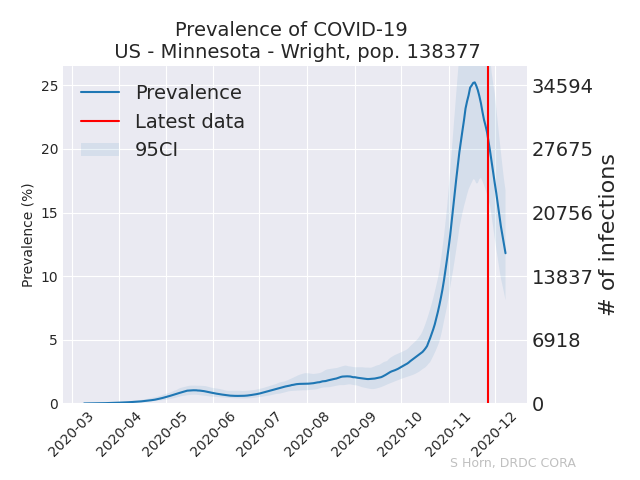 Prevalence of COVID-19
US - Minnesota - Wright, pop. 138377
Prevalence
Latest data
95CI
Prevalence (%)
25
20
15
10
5
0
34594
27675
20756
13837
6918
0
# of infections
2020-03
2020-04
2020-05
2020-06
2020-07
2020-08
2020-09
2020-10
2020-11
2020-12
S Horn, DRDC CORA